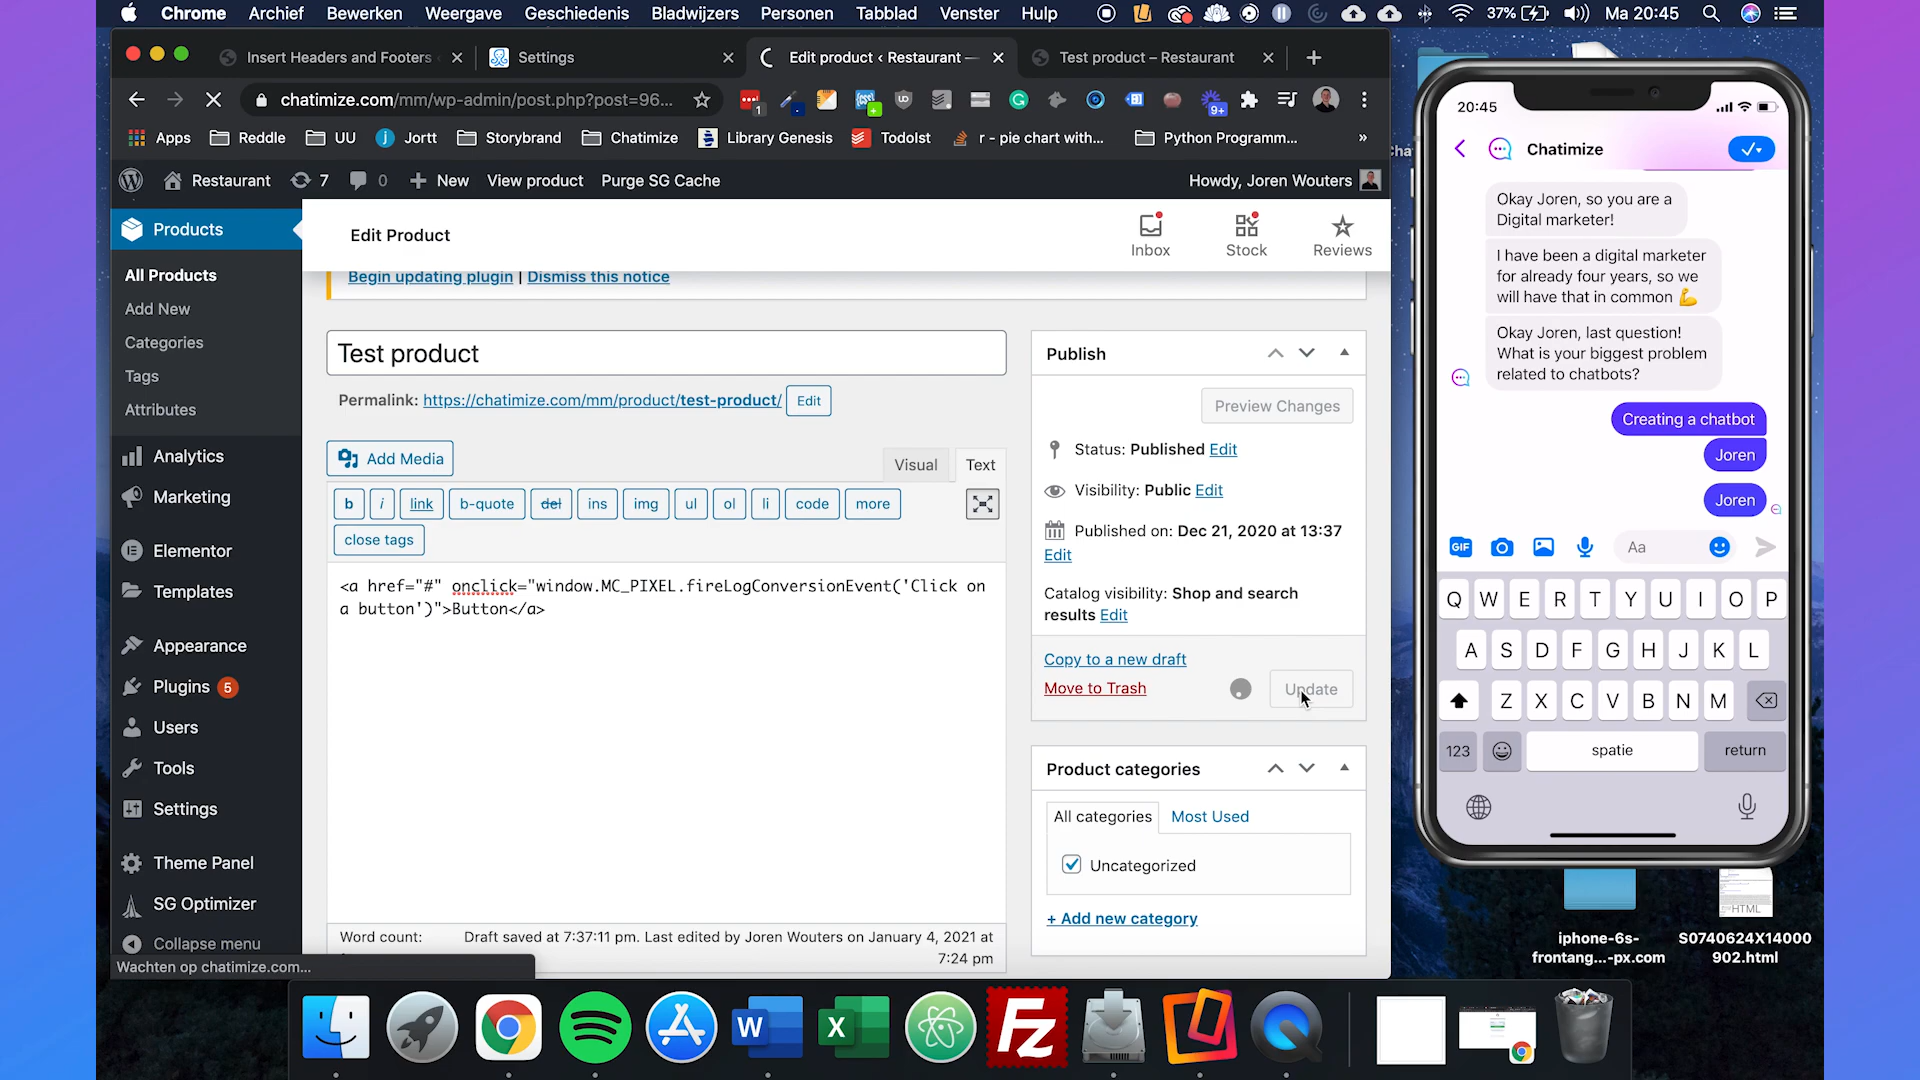 Chrome Archief Bewerken Weergave Geschiedenis Bladwijzers Personen Tabblad Venster Hulp 37% Ma 20:45
Insert Headers and Footers
Settings
Edit product ‹ Restaurant —
Test product – Restaurant
chatimize.com/mm/wp-admin/post.php?post=96...
1
9+
Apps Reddle UU Jortt Storybrand Chatimize Library Genesis TodoIst r - pie chart with... Python Programm... »
Restaurant 7 0 New View product Purge SG Cache Howdy, Joren Wouters
Products
All Products
Add New
Categories
Tags
Attributes
Analytics
Marketing
Elementor
Templates
Appearance
Plugins 5
Users
Tools
Settings
Theme Panel
SG Optimizer
Collapse menu
Wachten op chatimize.com...
Edit Product
Inbox
Stock
Reviews
Begin updating plugin | Dismiss this notice
Test product
Permalink: https://chatimize.com/mm/product/test-product/ Edit
Add Media
Visual Text
b i link b-quote del ins img ul ol li code more
close tags
<a href="#" onclick="window.MC_PIXEL.fireLogConversionEvent('Click on
a button')">Button</a>
Word count:
Draft saved at 7:37:11 pm. Last edited by Joren Wouters on January 4, 2021 at
7:24 pm
Publish
Preview Changes
Status: Published Edit
Visibility: Public Edit
Published on: Dec 21, 2020 at 13:37
Edit
Catalog visibility: Shop and search
results Edit
Copy to a new draft
Move to Trash
Update
Product categories
All categories Most Used
Uncategorized
+ Add new category
20:45
Chatimize
Okay Joren, so you are a
Digital marketer!
I have been a digital marketer
for already four years, so we
will have that in common 💪
Okay Joren, last question!
What is your biggest problem
related to chatbots?
Creating a chatbot
Joren
Joren
GIF
Aa
Q W E R T Y U I O P
A S D F G H J K L
Z X C V B N M
123 spatie return
HTML
iphone-6s-
frontang...-px.com
S0740624X14000
902.html
W
X
Fz